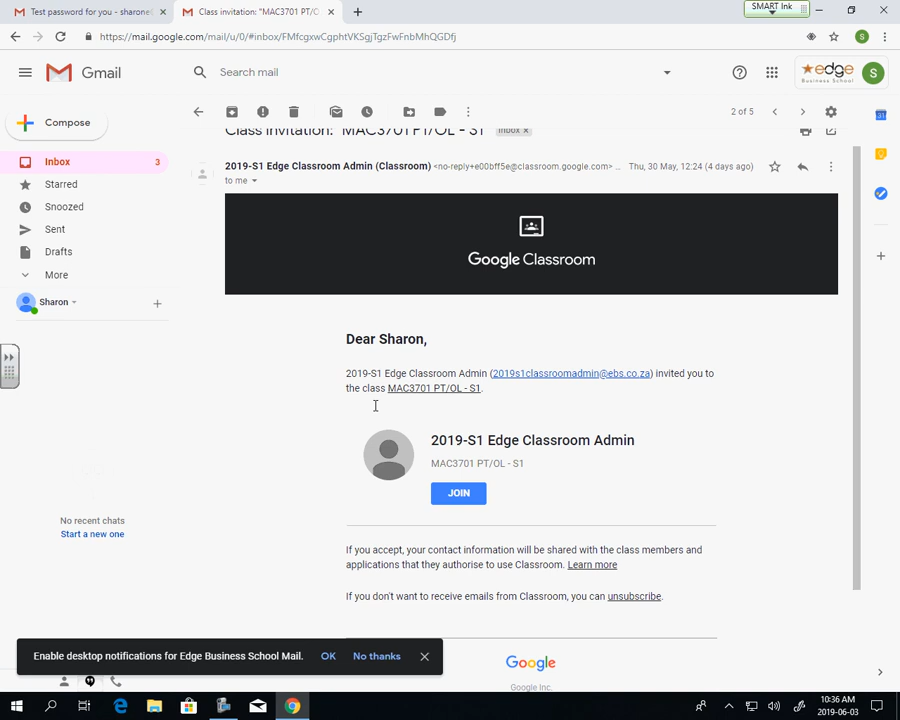 Test password for you - sharone
Class invitation: "MAC3701 PT/O
SMART Ink
https://mail.google.com/mail/u/0/#inbox/FMfcgxwCgphtVKSgjTgzFwFnbMhQGDfj
S
Gmail
Search mail
edge
Business School
S
Compose
2 of 5
Class invitation: "MAC3701 PT/OL - S1"
Inbox x
Inbox 3
Starred
Snoozed
Sent
Drafts
More
Sharon
2019-S1 Edge Classroom Admin (Classroom) <no-reply+e00bff5e@classroom.google.com> ...
Thu, 30 May, 12:24 (4 days ago)
to me
Google Classroom
Dear Sharon,
2019-S1 Edge Classroom Admin (2019s1classroomadmin@ebs.co.za) invited you to
the class MAC3701 PT/OL - S1.
2019-S1 Edge Classroom Admin
MAC3701 PT/OL - S1
JOIN
No recent chats
Start a new one
If you accept, your contact information will be shared with the class members and
applications that they authorise to use Classroom. Learn more
If you don't want to receive emails from Classroom, you can unsubscribe.
Enable desktop notifications for Edge Business School Mail. OK No thanks
Google
Google Inc.
10:36 AM
2019-06-03